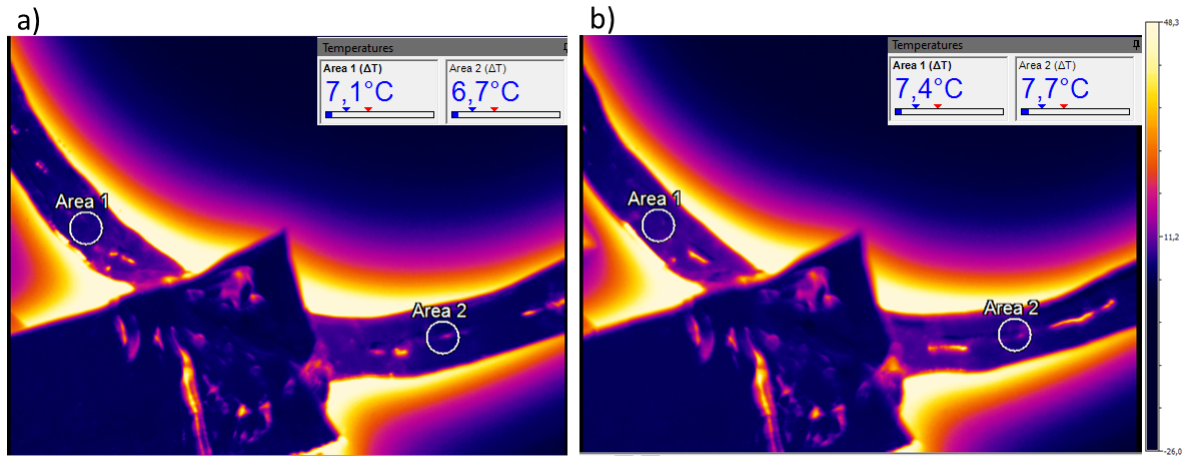 a)
Temperatures
Area 1 (ΔT)
Area 2 (ΔT)
7,1°C
6,7°C
Area 1
Area 2
b)
Temperatures
Area 1 (ΔT)
Area 2 (ΔT)
7,4°C
7,7°C
Area 1
Area 2
48,3
11,2
-26,0